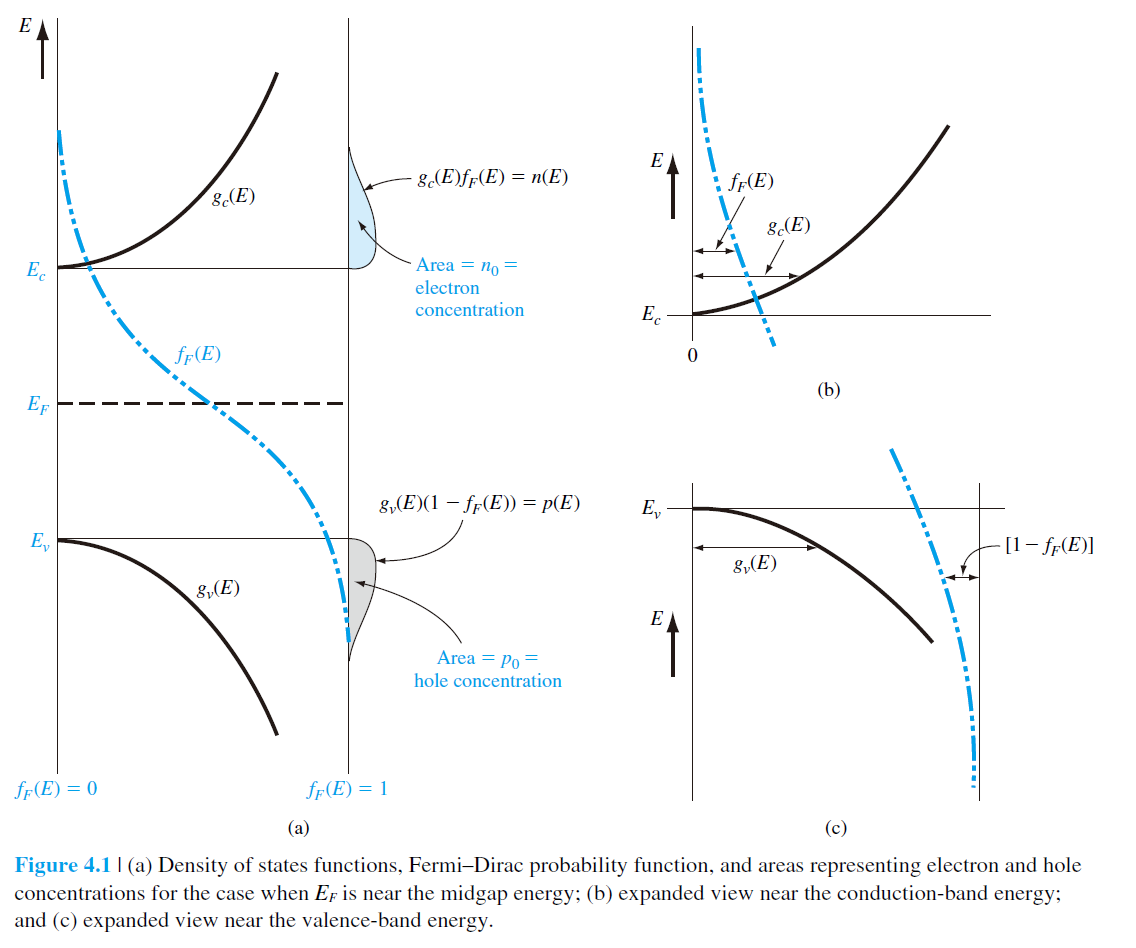 E
g_c(E)
g_c(E)f_F(E) = n(E)
E_c
Area = n_0 =
electron
concentration
f_F(E)
E_F
g_v(E)(1 − f_F(E)) = p(E)
E_v
g_v(E)
Area = p_0 =
hole concentration
f_F(E) = 0
f_F(E) = 1
(a)
E
f_F(E)
g_c(E)
E_c
0
(b)
E_v
[1 − f_F(E)]
g_v(E)
E
(c)
Figure 4.1 | (a) Density of states functions, Fermi–Dirac probability function, and areas representing electron and hole
concentrations for the case when E_F is near the midgap energy; (b) expanded view near the conduction-band energy;
and (c) expanded view near the valence-band energy.